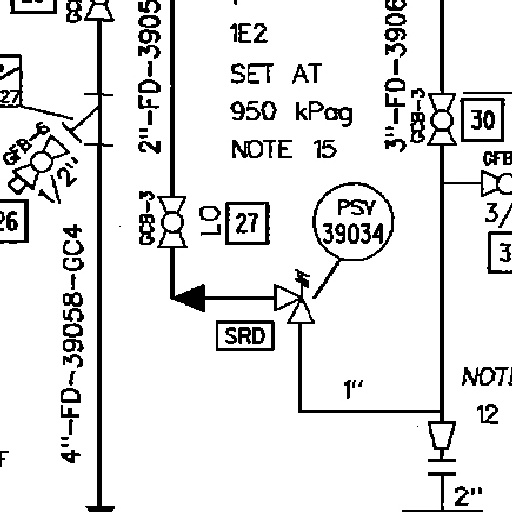 2"-FD-3905
1E2
SET AT
950 kPag
NOTE 15
3"-FD-3906
GCB-3
30
27
GFB-6
2"
26
GCB-3
LO
27
PSY
39034
GFB
3/
3
4"-FD-39058-GC4
SRD
1"
NOTE
12
2"
F